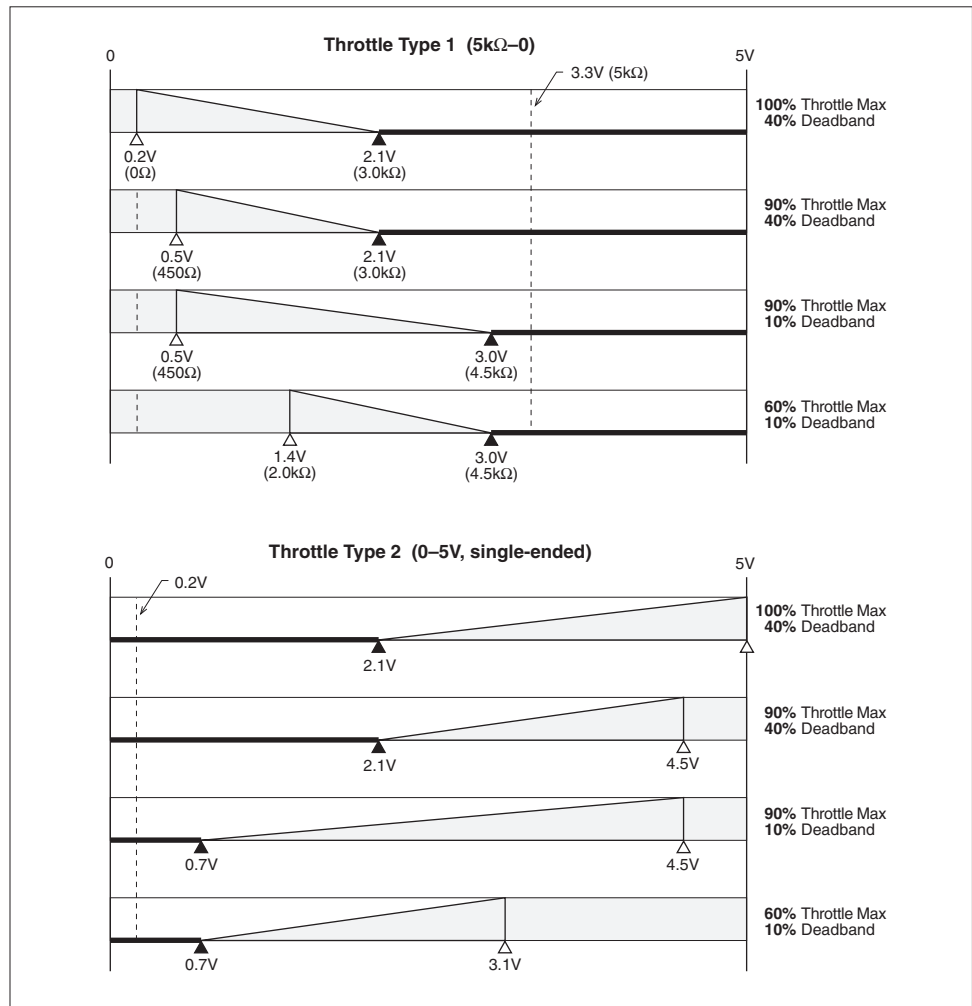 Throttle Type 1 (5kΩ–0)
0
5V
3.3V (5kΩ)
100% Throttle Max
40% Deadband
0.2V
(0Ω)
2.1V
(3.0kΩ)
90% Throttle Max
40% Deadband
0.5V
(450Ω)
2.1V
(3.0kΩ)
90% Throttle Max
10% Deadband
0.5V
(450Ω)
3.0V
(4.5kΩ)
60% Throttle Max
10% Deadband
1.4V
(2.0kΩ)
3.0V
(4.5kΩ)
Throttle Type 2 (0–5V, single-ended)
0
5V
0.2V
100% Throttle Max
40% Deadband
2.1V
90% Throttle Max
40% Deadband
2.1V
4.5V
90% Throttle Max
10% Deadband
0.7V
4.5V
60% Throttle Max
10% Deadband
0.7V
3.1V